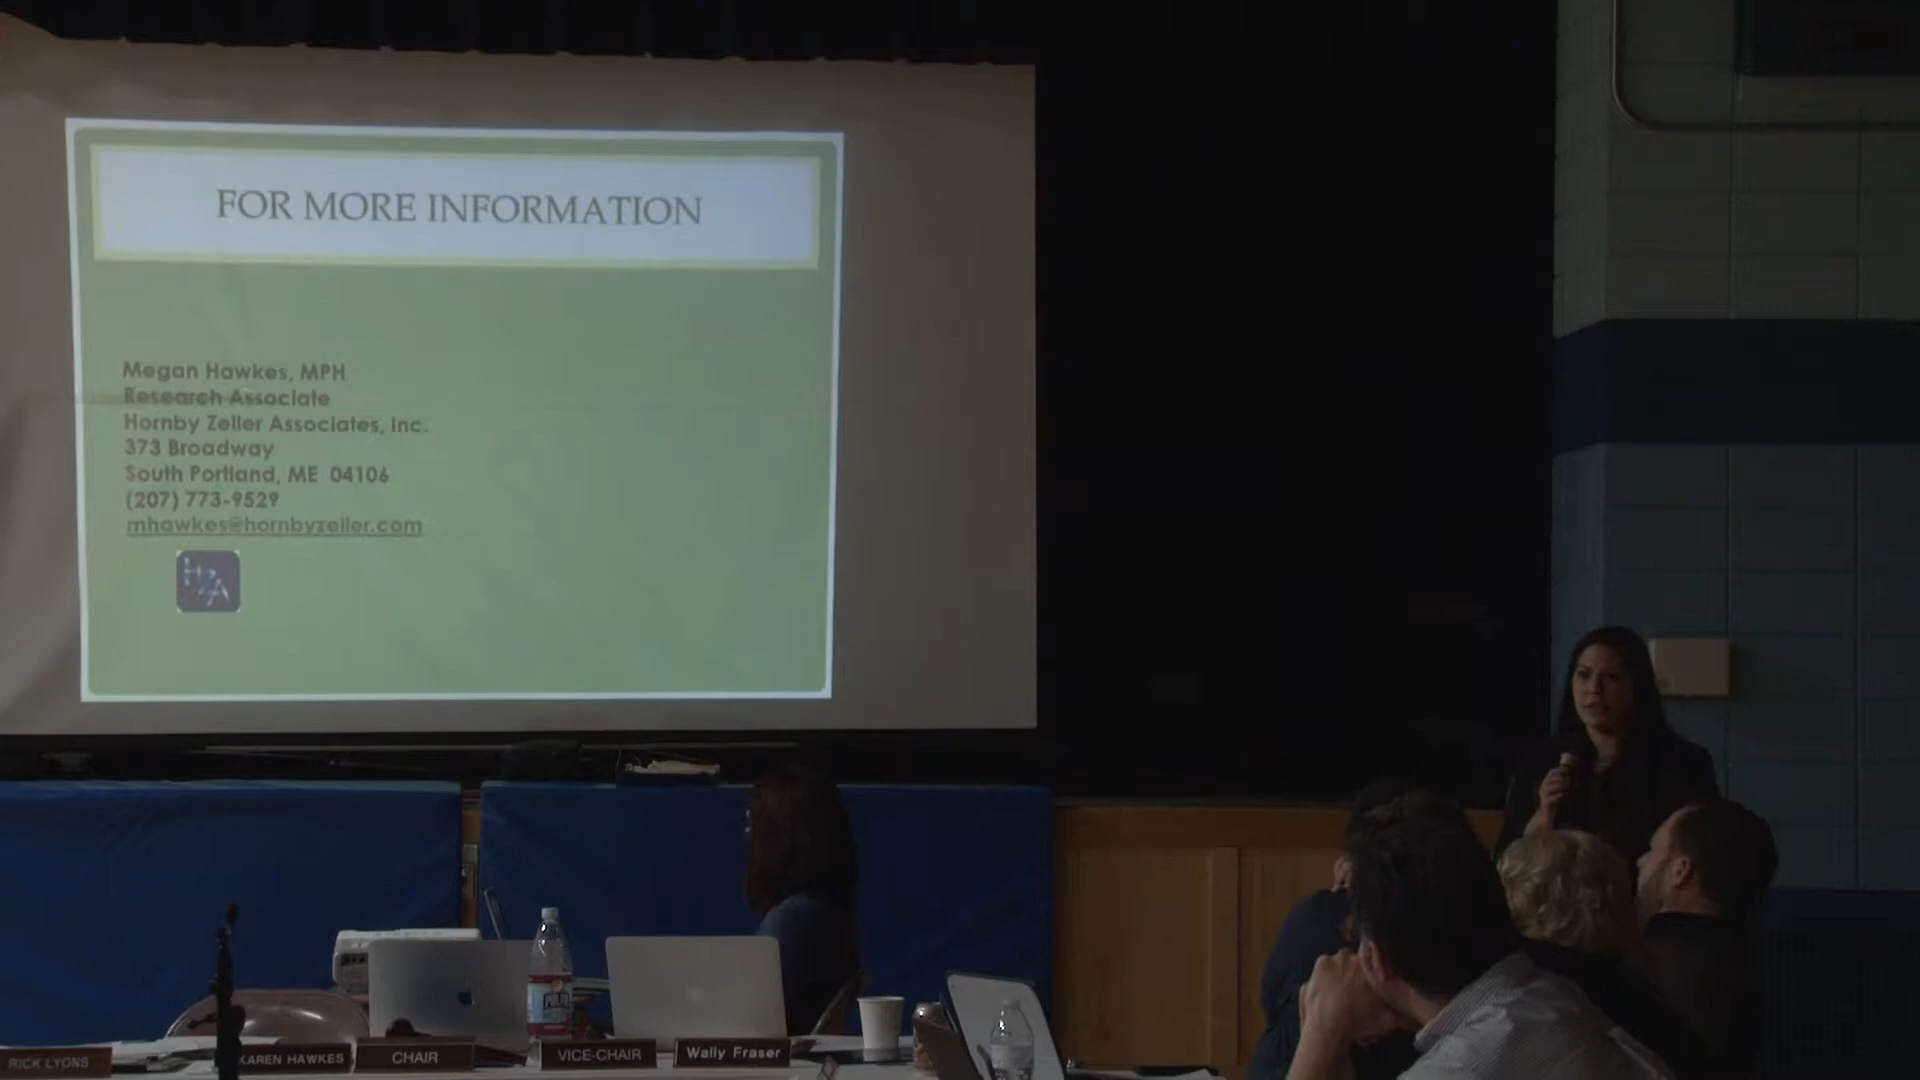 FOR MORE INFORMATION
Megan Hawkes, MPH
Research Associate
Hornby Zeller Associates, Inc.
373 Broadway
South Portland, ME 04106
(207) 773-9529
mhawkes@hornbyzeller.com
HZA
RICK LYONS
KAREN HAWKES
CHAIR
VICE-CHAIR
Wally Fraser